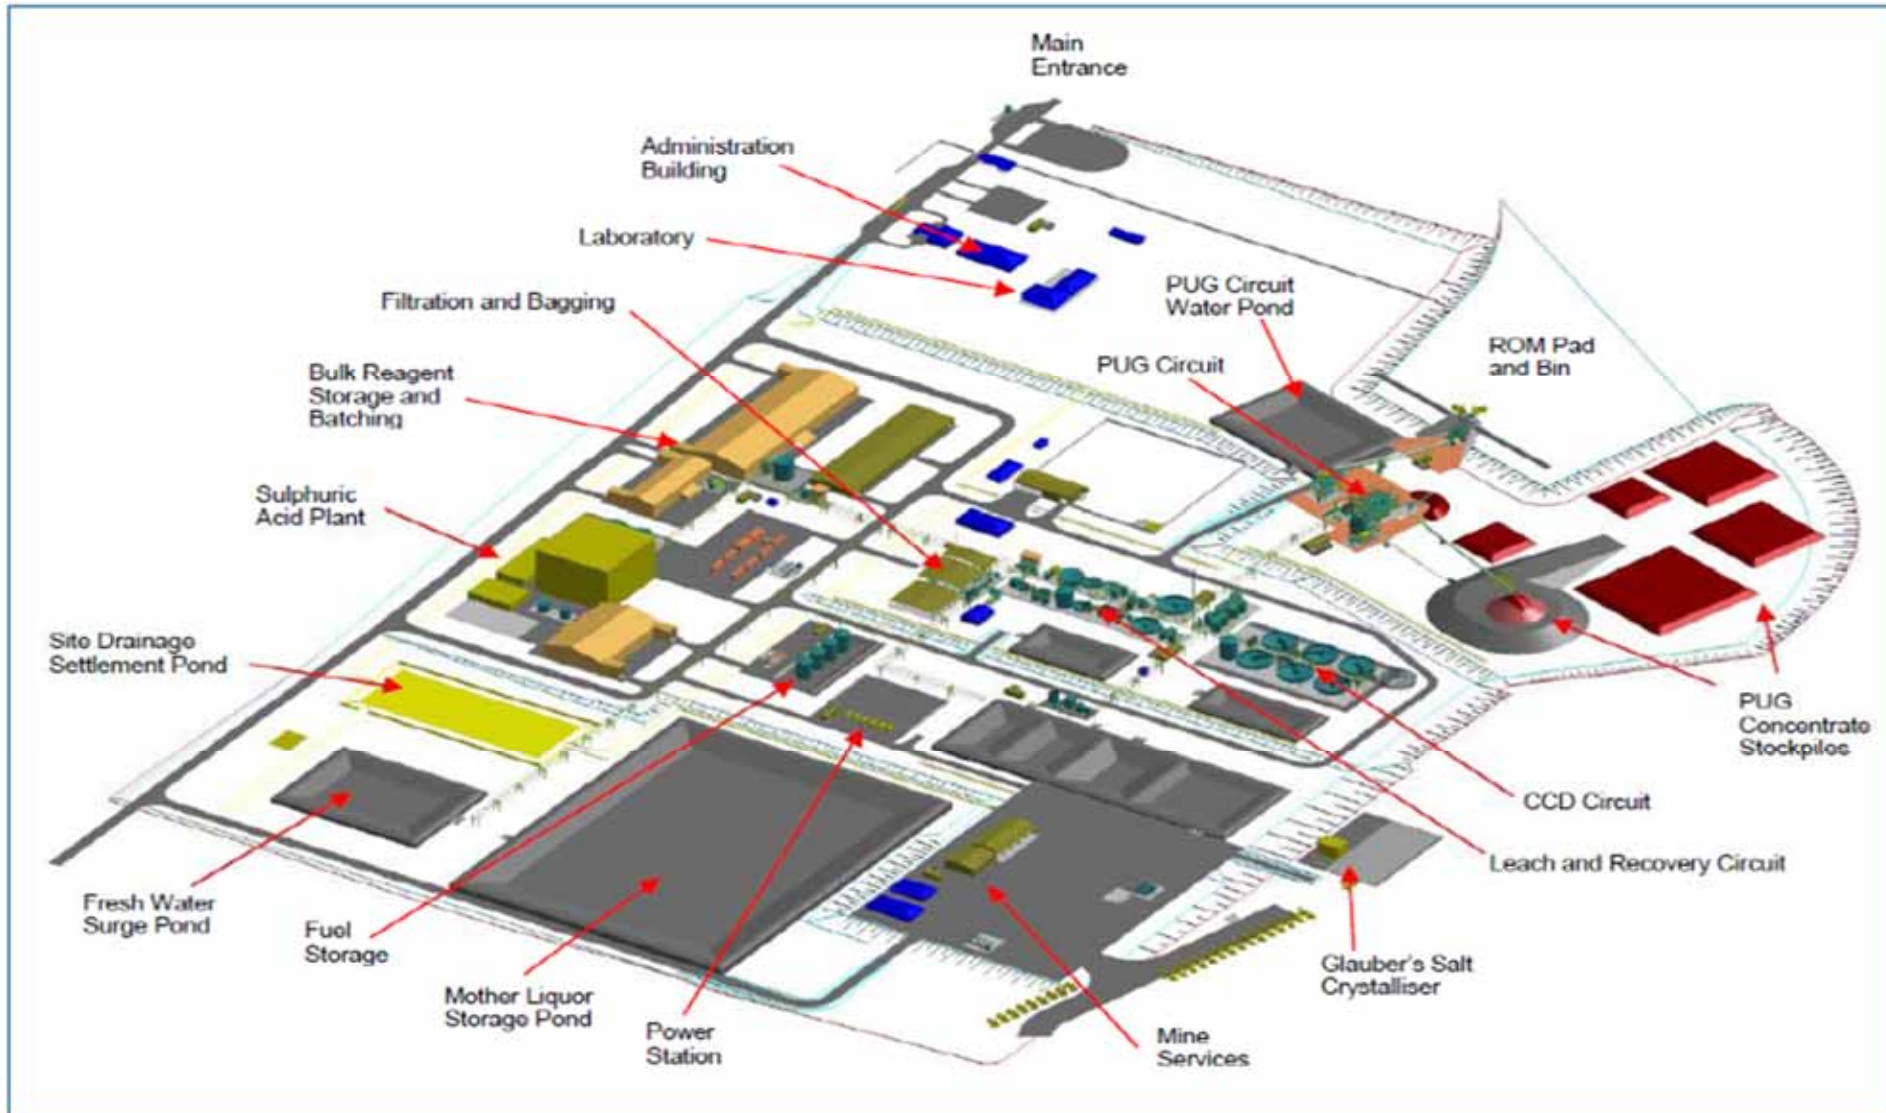 Main
Entrance
Administration
Building
Laboratory
Filtration and Bagging
PUG Circuit
Water Pond
PUG Circuit
ROM Pad
and Bin
Bulk Reagent
Storage and
Batching
Sulphuric
Acid Plant
Site Drainage
Settlement Pond
PUG
Concentrate
Stockpiles
CCD Circuit
Leach and Recovery Circuit
Fresh Water
Surge Pond
Fuel
Storage
Mother Liquor
Storage Pond
Power
Station
Mine
Services
Glauber's Salt
Crystalliser